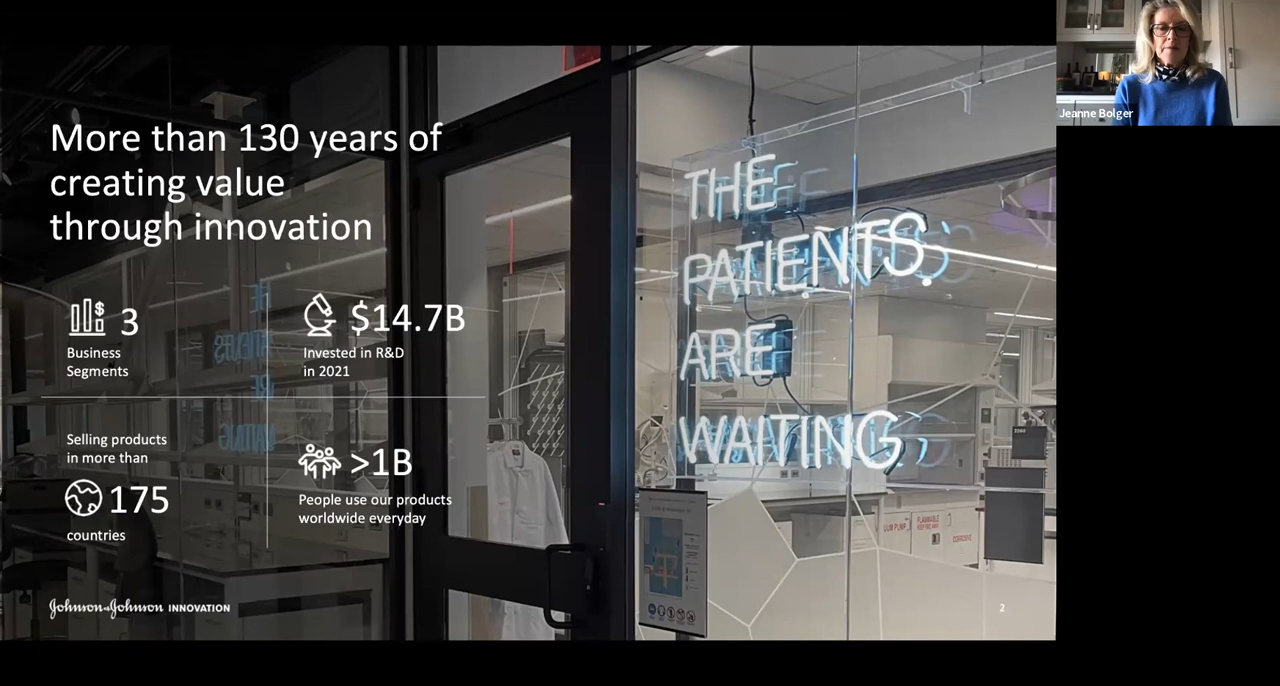 More than 130 years of
creating value
through innovation
3
Business
Segments
$14.7B
Invested in R&D
in 2021
Selling products
in more than
175
countries
>1B
People use our products
worldwide everyday
Johnson&Johnson INNOVATION
THE
PATIENTS
ARE
WAITING
FLAMMABLE
CORROSIVE
2
Jeanne Bolger